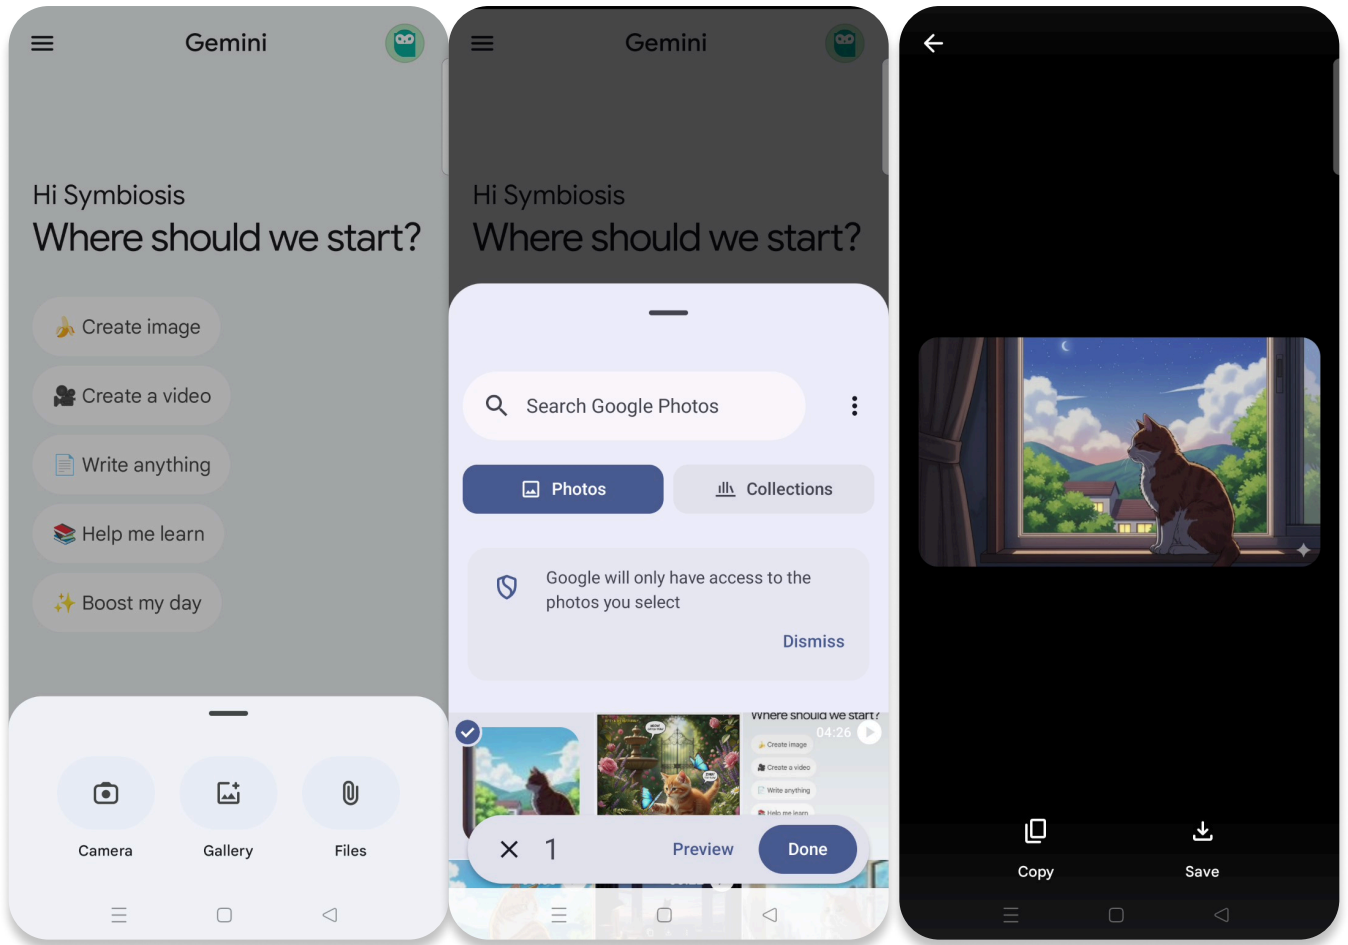 Gemini
Hi Symbiosis
Where should we start?
🍌 Create image
🎥 Create a video
📄 Write anything
📚 Help me learn
✨ Boost my day
Camera
Gallery
Files
Gemini
Hi Symbiosis
Where should we start?
Search Google Photos
Photos
Collections
Google will only have access to the
photos you select
Dismiss
Where should we start?
04:26
Create image
Create a video
Write anything
Help me learn
1
Preview
Done
Copy
Save